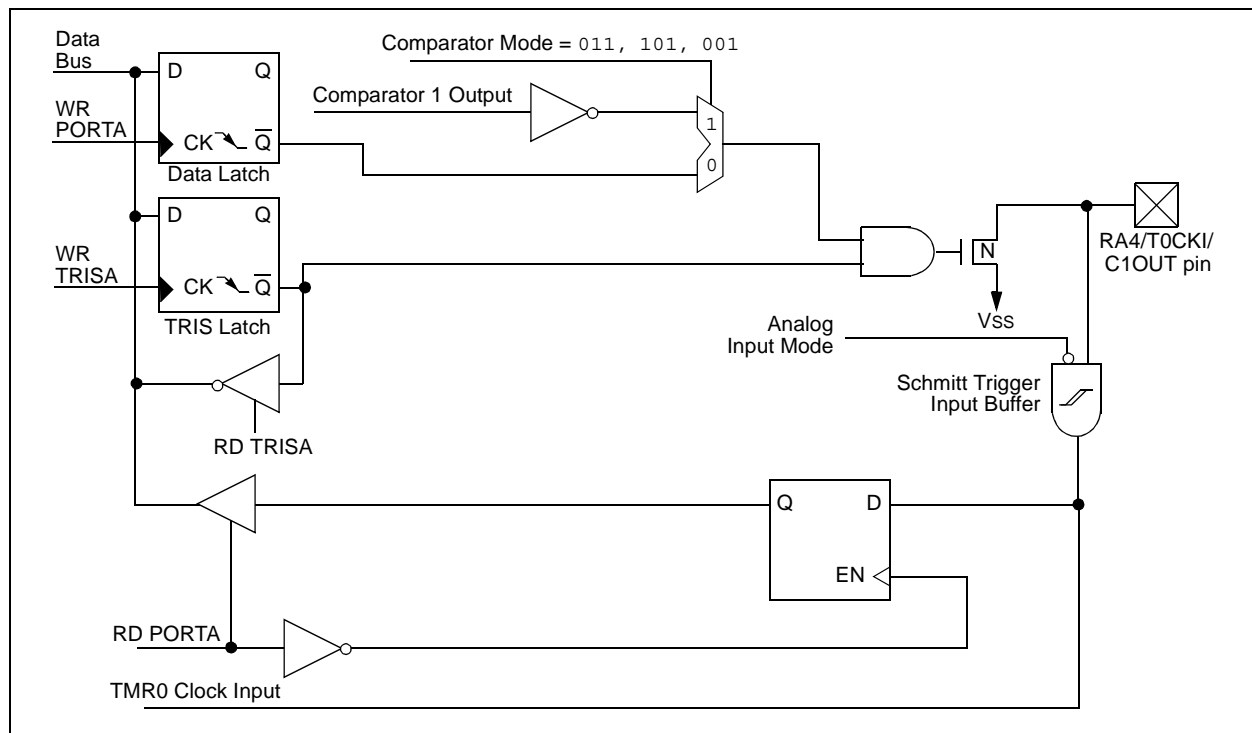 Data
Bus
Comparator Mode = 011, 101, 001
D Q
Comparator 1 Output
WR
PORTA
CK Q
1
0
Data Latch
D Q
WR
TRISA
CK Q
TRIS Latch
N
RA4/T0CKI/
C1OUT pin
VSS
Analog
Input Mode
Schmitt Trigger
Input Buffer
RD TRISA
Q D
EN
RD PORTA
TMR0 Clock Input